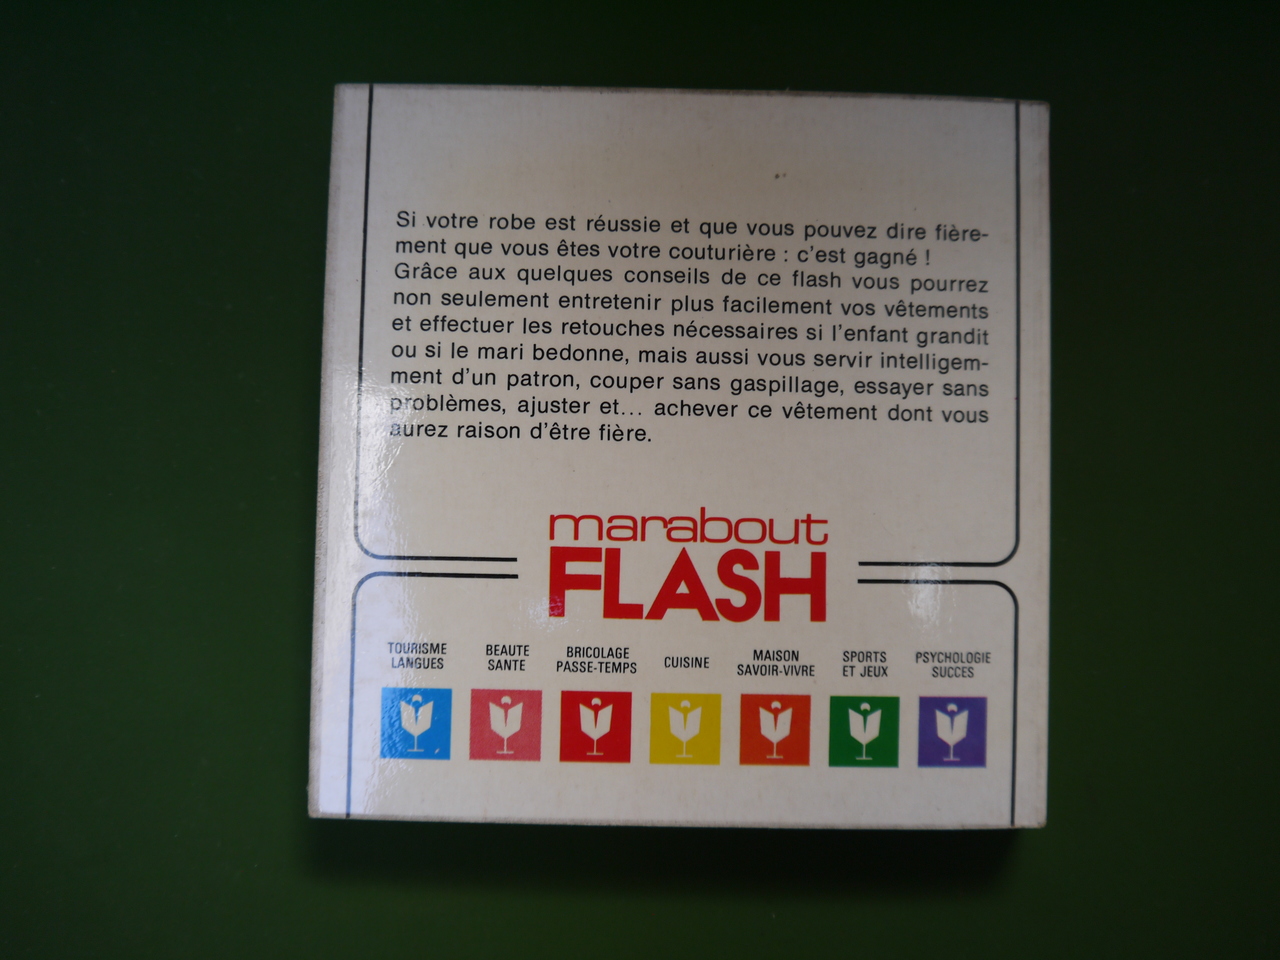 Si votre robe est réussie et que vous pouvez dire fière-
ment que vous êtes votre couturière : c'est gagné !
Grâce aux quelques conseils de ce flash vous pourrez
non seulement entretenir plus facilement vos vêtements
et effectuer les retouches nécessaires si l'enfant grandit
ou si le mari bedonne, mais aussi vous servir intelligem-
ment d'un patron, couper sans gaspillage, essayer sans
problèmes, ajuster et... achever ce vêtement dont vous
aurez raison d'être fière.
marabout
FLASH
TOURISME
LANGUES
BEAUTE
SANTE
BRICOLAGE
PASSE-TEMPS
CUISINE
MAISON
SAVOIR-VIVRE
SPORTS
ET JEUX
PSYCHOLOGIE
SUCCES